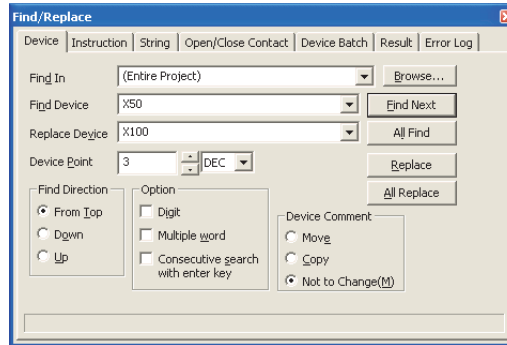 Find/Replace
Device Instruction String Open/Close Contact Device Batch Result Error Log
Find In (Entire Project) Browse...
Find Device X50 Find Next
Replace Device X100 All Find
Device Point 3 DEC Replace
All Replace
Find Direction
From Top
Down
Up
Option
Digit
Multiple word
Consecutive search
with enter key
Device Comment
Move
Copy
Not to Change(M)